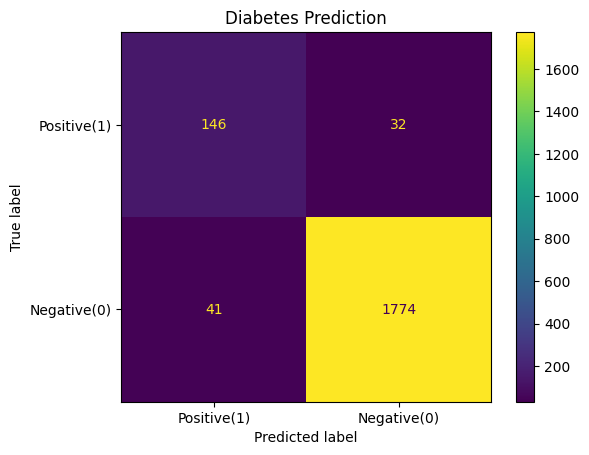 Diabetes Prediction
True label
Positive(1)
146
32
Negative(0)
41
1774
Positive(1)
Negative(0)
Predicted label
1600
1400
1200
1000
800
600
400
200